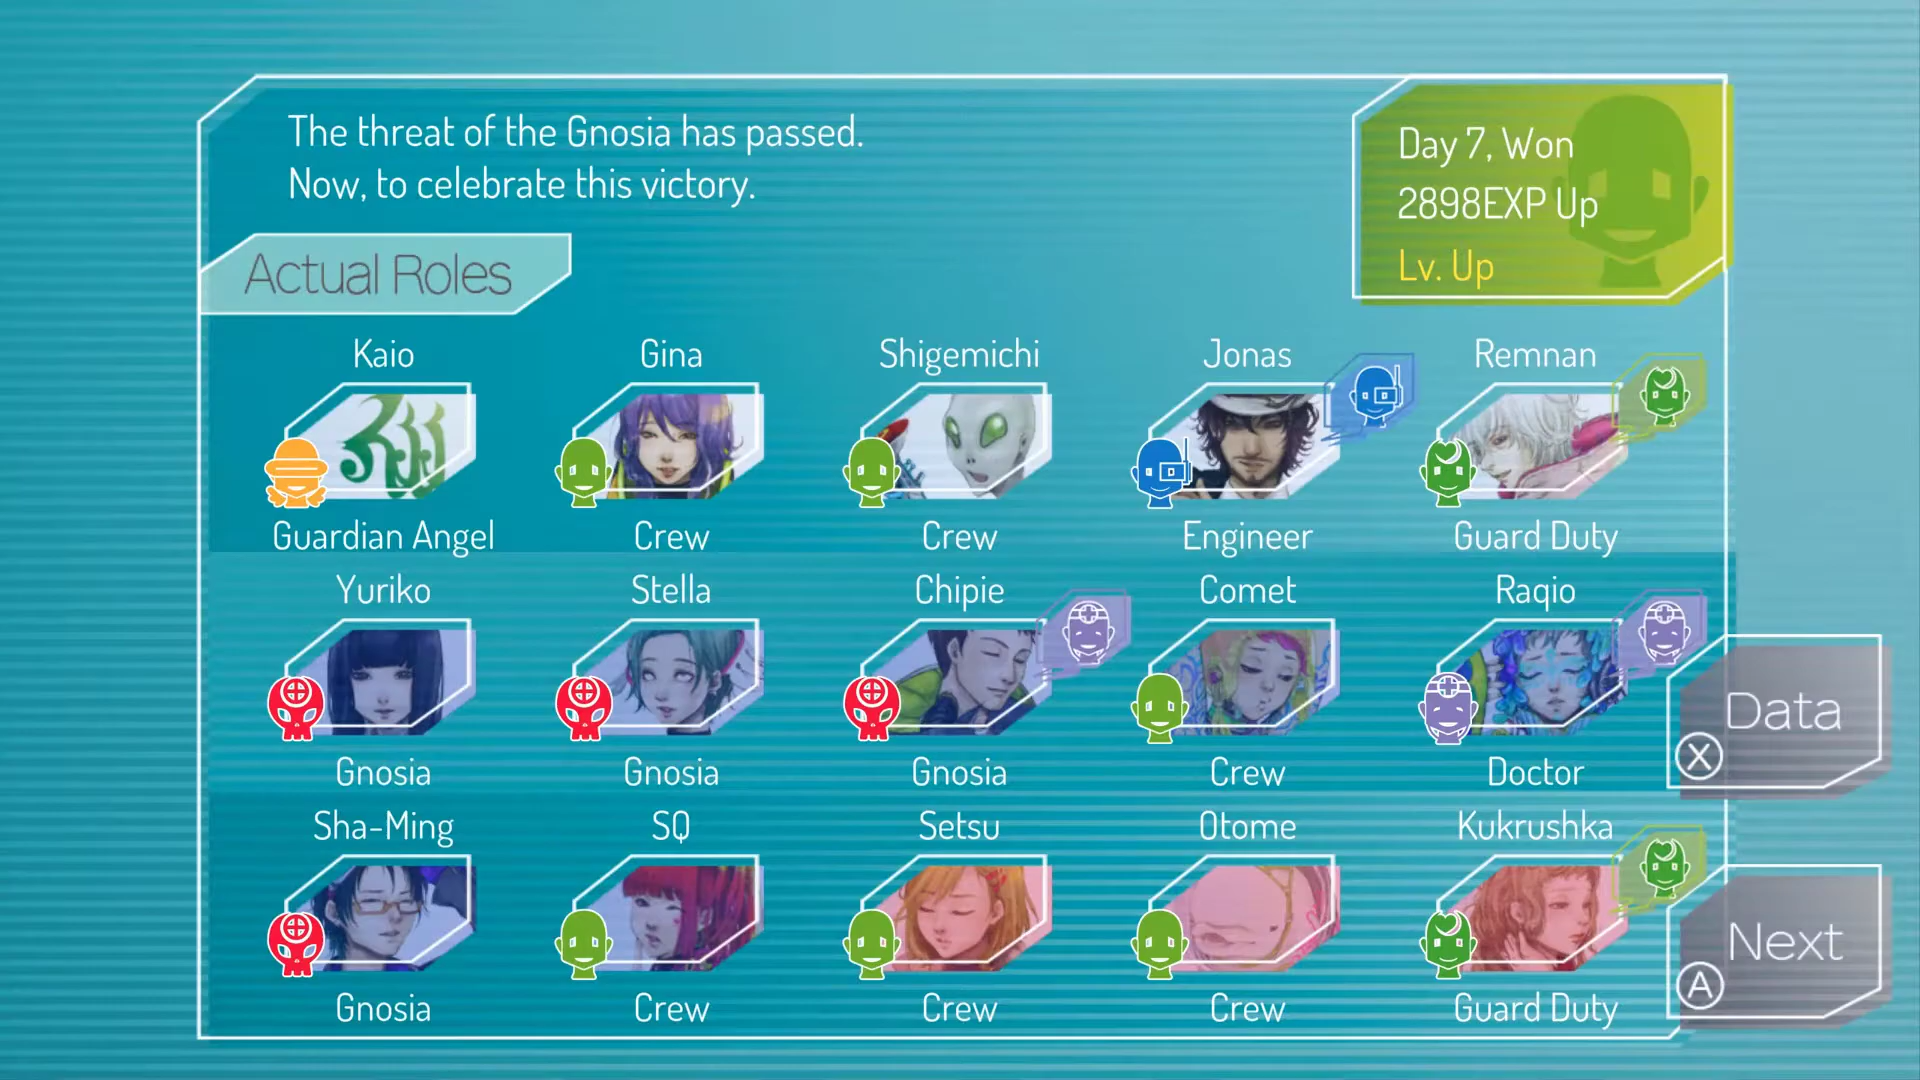 The threat of the Gnosia has passed.
Now, to celebrate this victory.
Day 7, Won
2898EXP Up
Lv. Up
Actual Roles
Kaio Gina Shigemichi Jonas Remnan
Guardian Angel Crew Crew Engineer Guard Duty
Yuriko Stella Chipie Comet Raqio
Gnosia Gnosia Gnosia Crew Doctor
Data
X
Sha-Ming SQ Setsu Otome Kukrushka
Gnosia Crew Crew Crew Guard Duty
Next
A